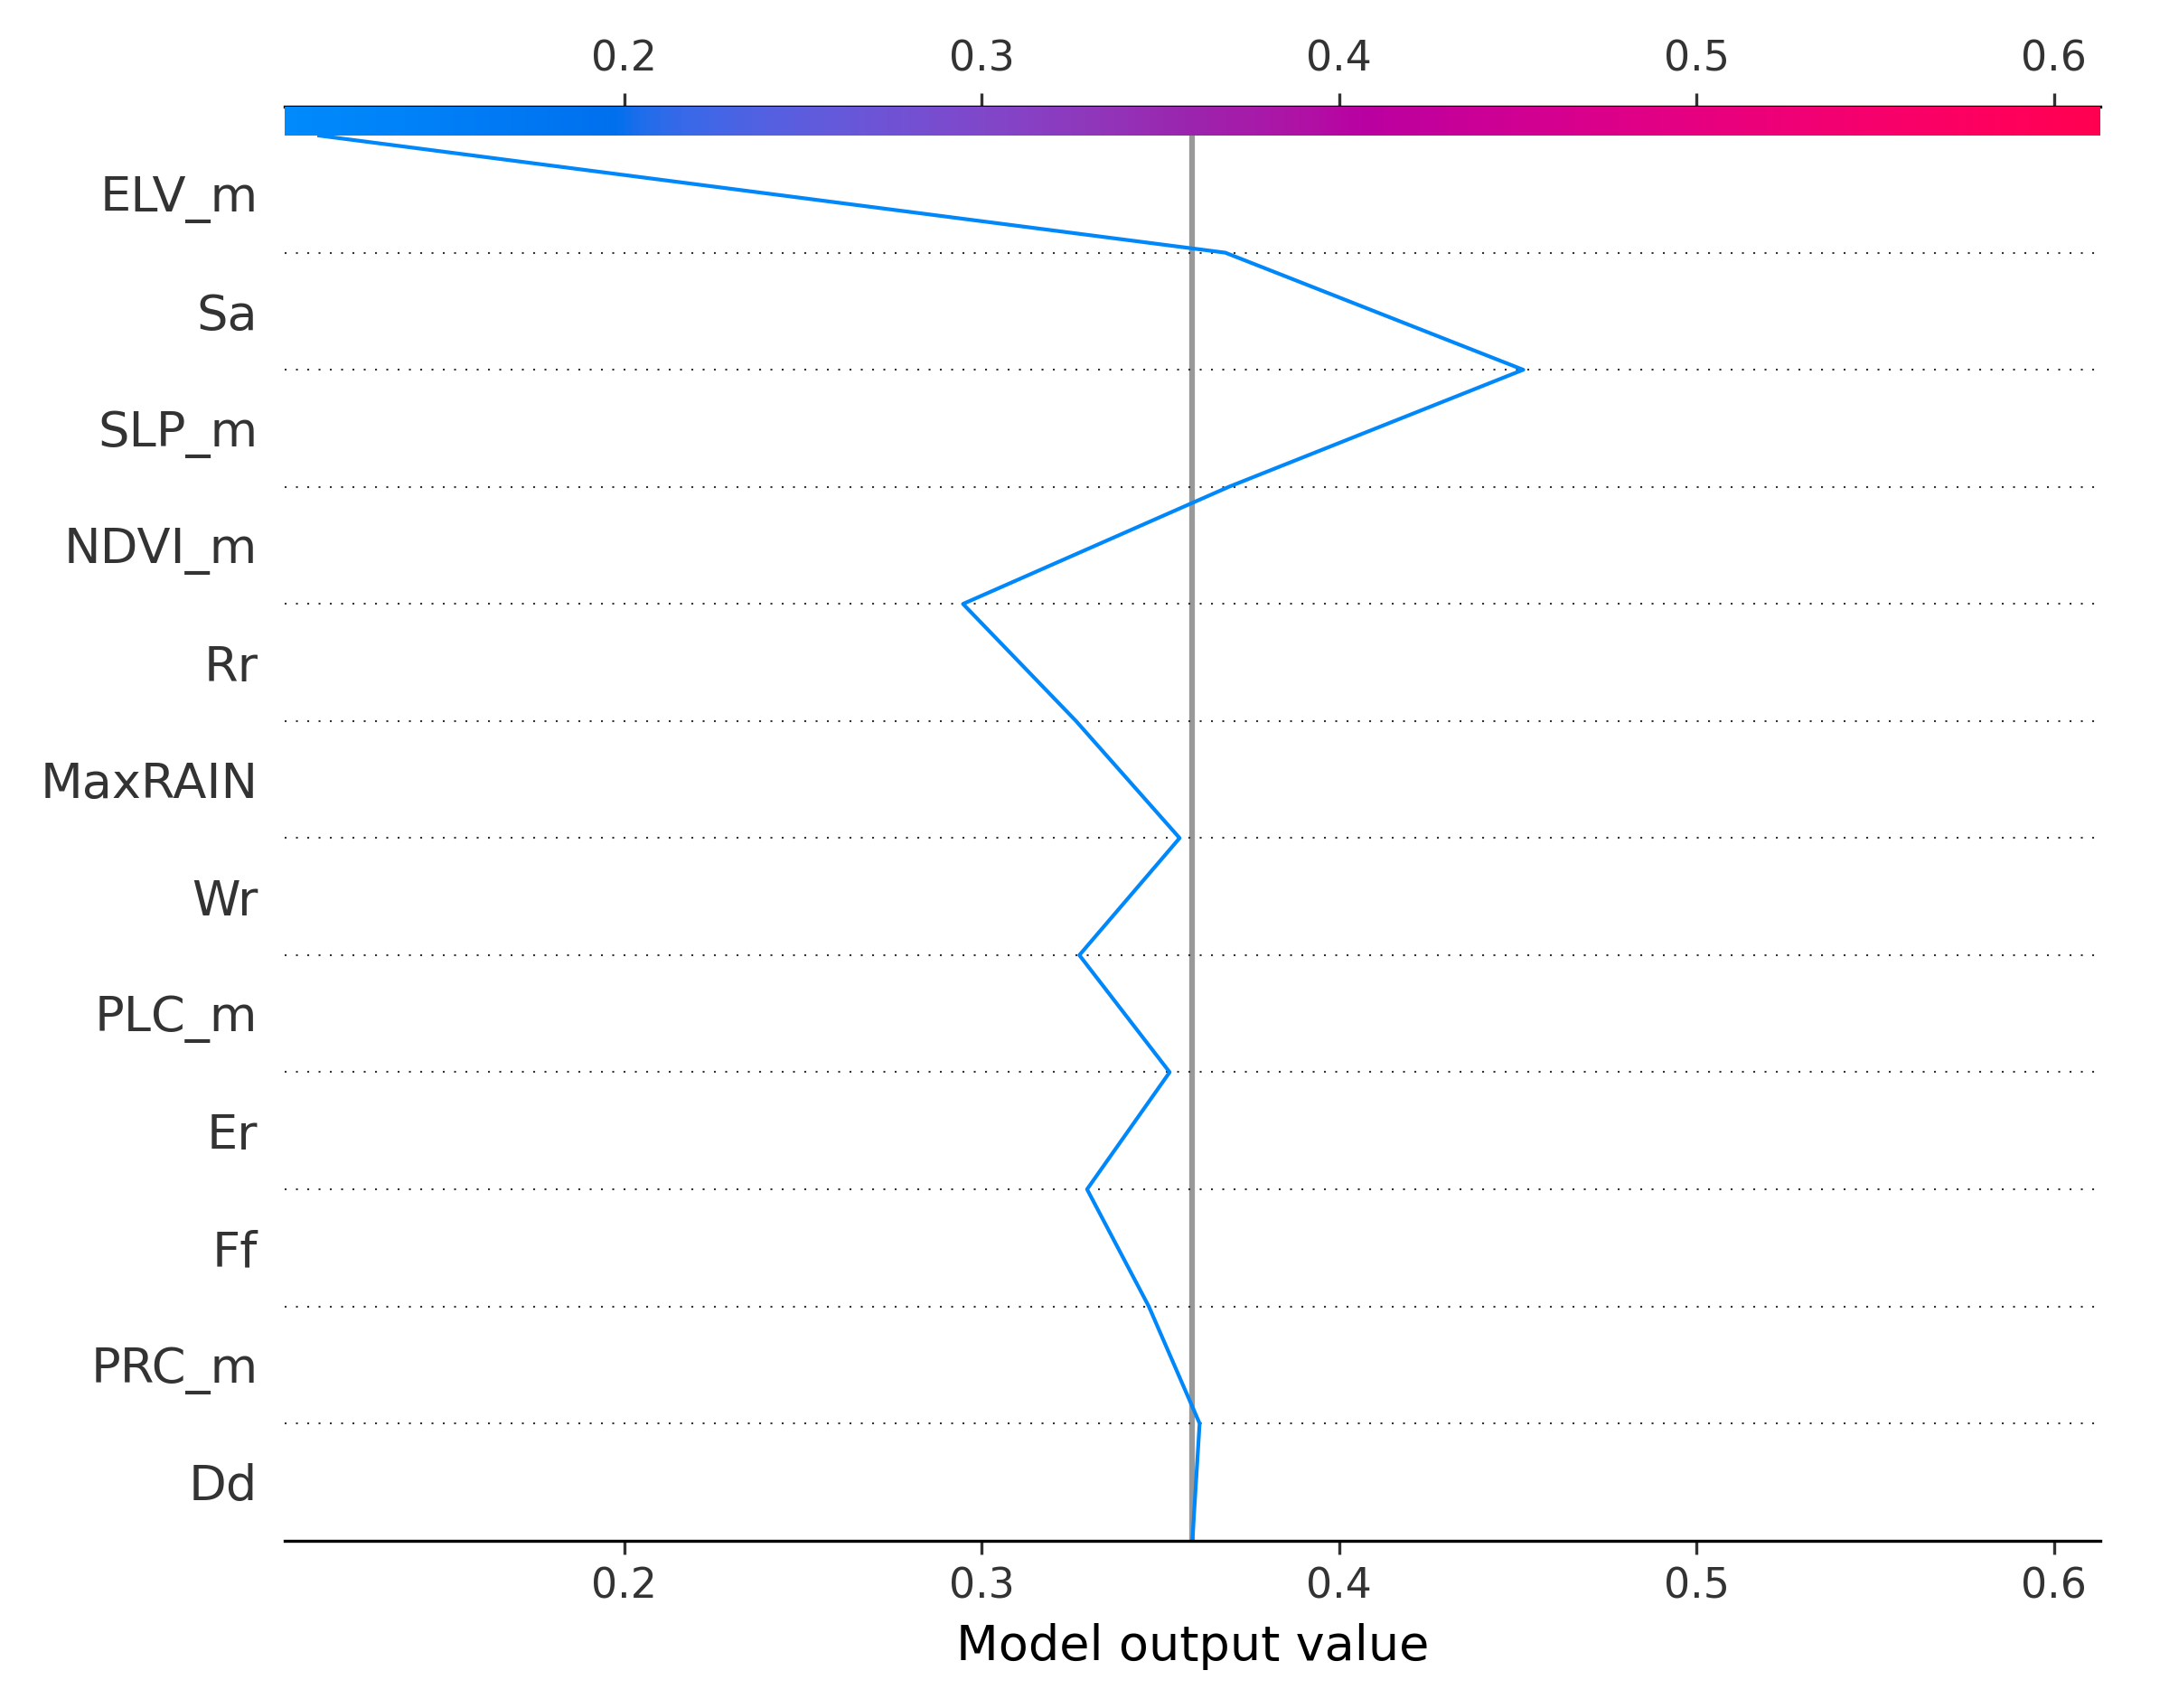 0.2 0.3 0.4 0.5 0.6
ELV_m
Sa
SLP_m
NDVI_m
Rr
MaxRAIN
Wr
PLC_m
Er
Ff
PRC_m
Dd
0.2 0.3 0.4 0.5 0.6
Model output value